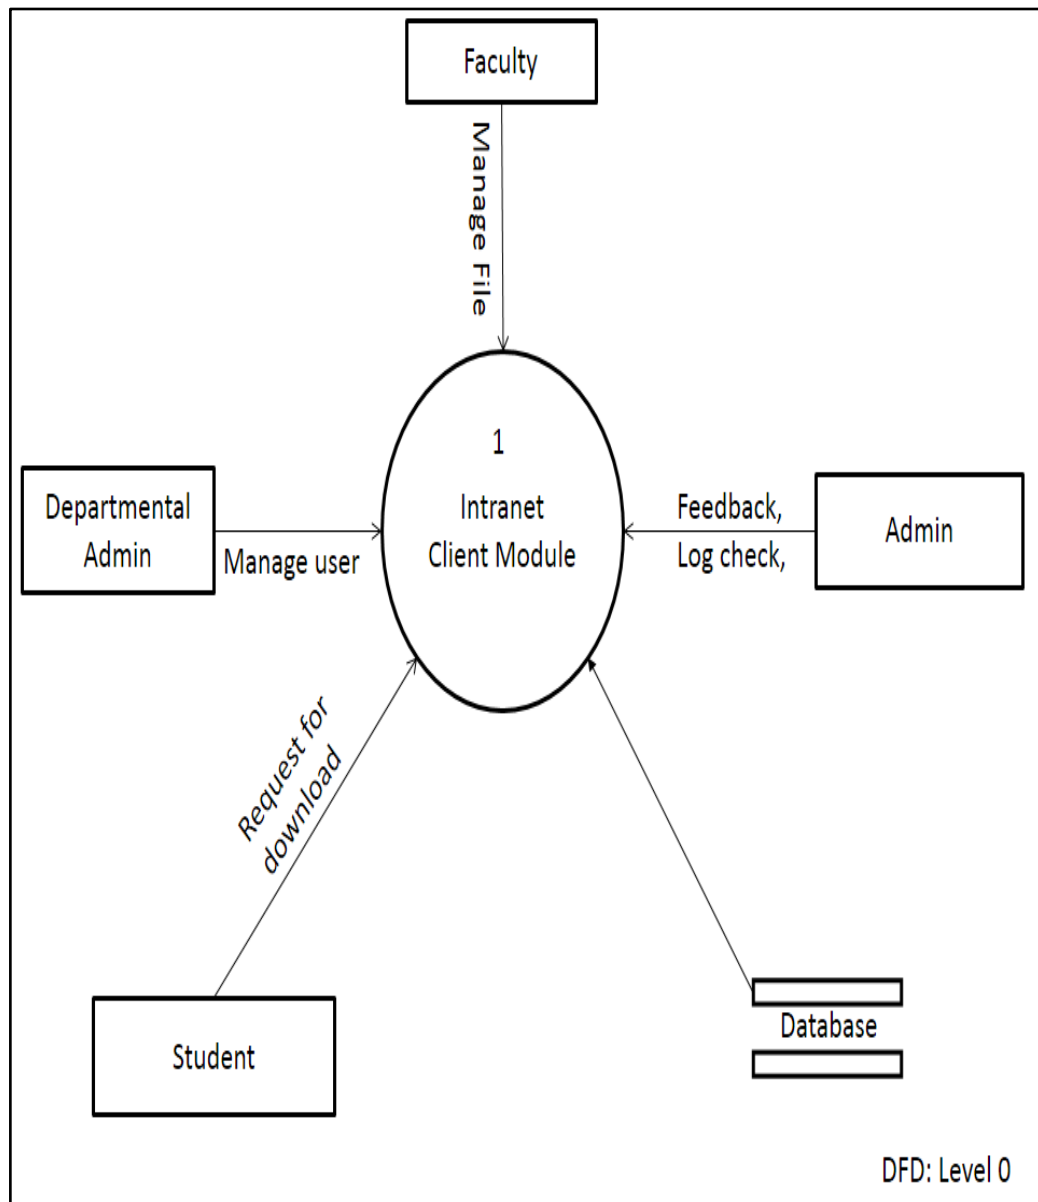 Faculty
Manage File
1
Intranet
Client Module
Departmental
Admin
Manage user
Feedback,
Log check,
Admin
Request for
download
Student
Database
DFD: Level 0